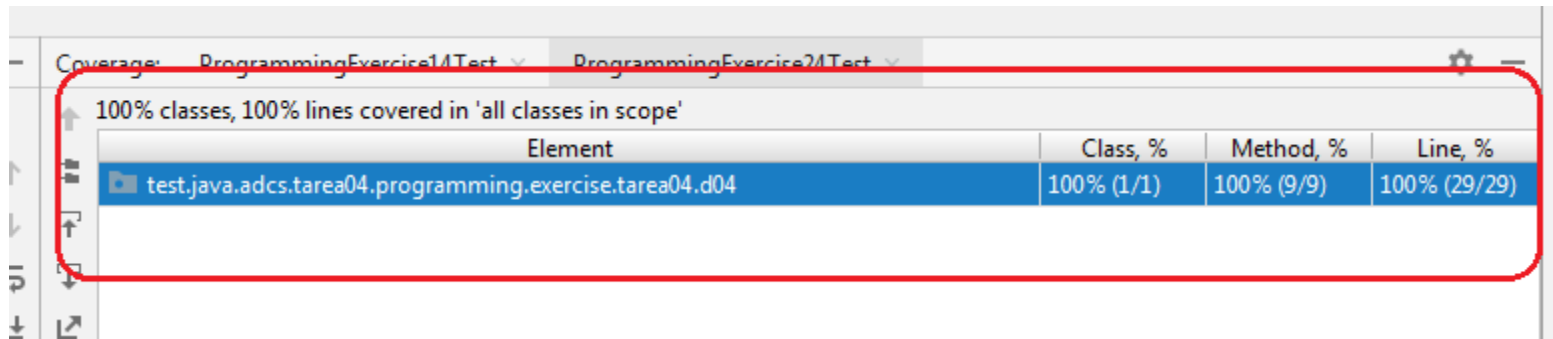 Coverage: ProgrammingExercise14Test × ProgrammingExercise24Test ×
100% classes, 100% lines covered in 'all classes in scope'
Element Class, % Method, % Line, %
test.java.adcs.tarea04.programming.exercise.tarea04.d04 100% (1/1) 100% (9/9) 100% (29/29)